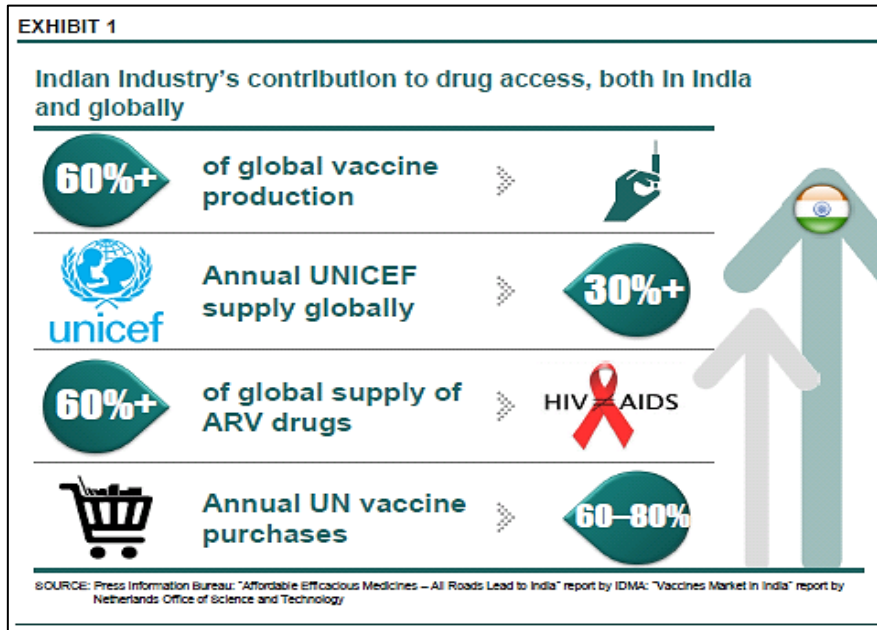 EXHIBIT 1
Indian Industry's contribution to drug access, both in India
and globally
60%+
of global vaccine
production
unicef
Annual UNICEF
supply globally
30%+
60%+
of global supply of
ARV drugs
HIV≠AIDS
Annual UN vaccine
purchases
60–80%
SOURCE: Press Information Bureau: "Affordable Efficacious Medicines – All Roads Lead to India" report by IDMA: "Vaccines Market in India" report by
Netherlands Office of Science and Technology